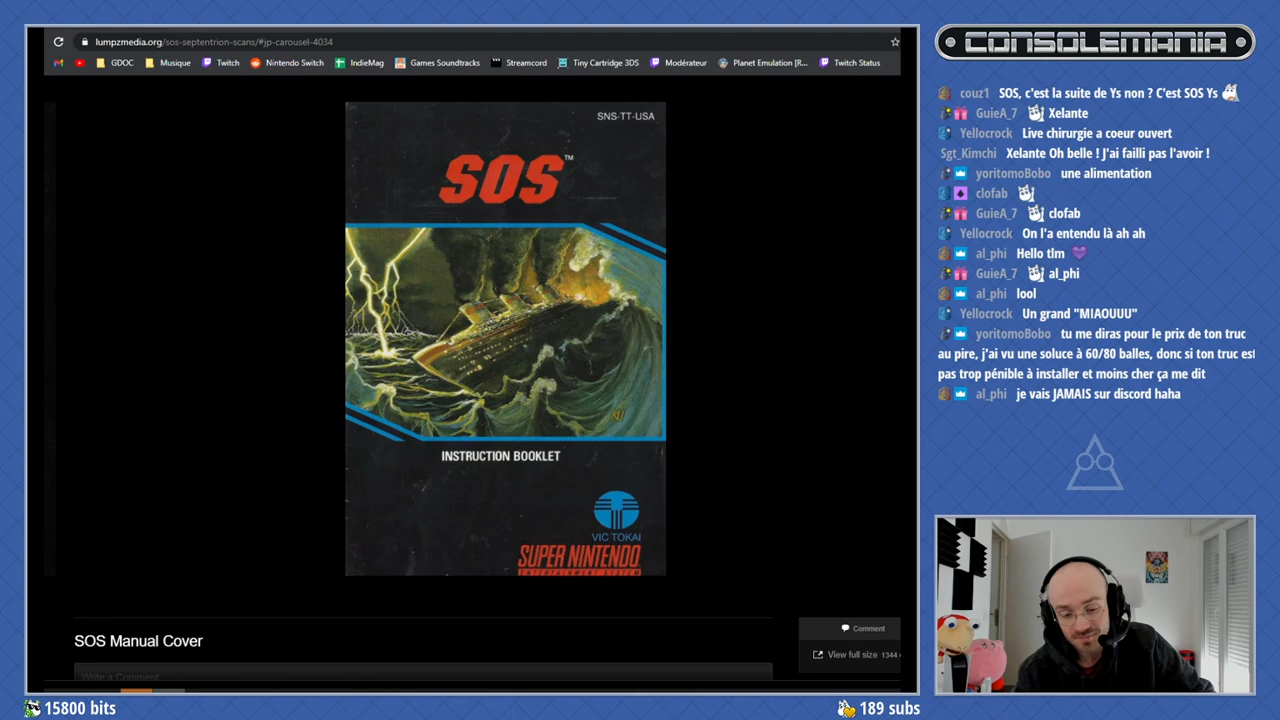 lumpzmedia.org/sos-septentrion-scans/#jp-carousel-4034
GDOC Musique Twitch Nintendo Switch IndieMag Games Soundtracks Streamcord Tiny Cartridge 3DS Modérateur Planet Emulation [R... Twitch Status
SNS-TT-USA
SOS™
INSTRUCTION BOOKLET
VIC TOKAI
SUPER NINTENDO
ENTERTAINMENT SYSTEM
SOS Manual Cover
Comment
View full size 1344
Write a Comment
CONSOLEMANIA
couz1 SOS, c'est la suite de Ys non ? C'est SOS Ys
GuieA_7 Xelante
Yellocrock Live chirurgie a coeur ouvert
Sgt_Kimchi Xelante Oh belle ! J'ai failli pas l'avoir !
yoritomoBobo une alimentation
clofab
GuieA_7 clofab
Yellocrock On l'a entendu là ah ah
al_phi Hello tlm
GuieA_7 al_phi
al_phi lool
Yellocrock Un grand "MIAOUUU"
yoritomoBobo tu me diras pour le prix de ton truc
au pire, j'ai vu une soluce à 60/80 balles, donc si ton truc est
pas trop pénible à installer et moins cher ça me dit
al_phi je vais JAMAIS sur discord haha
15800 bits
189 subs